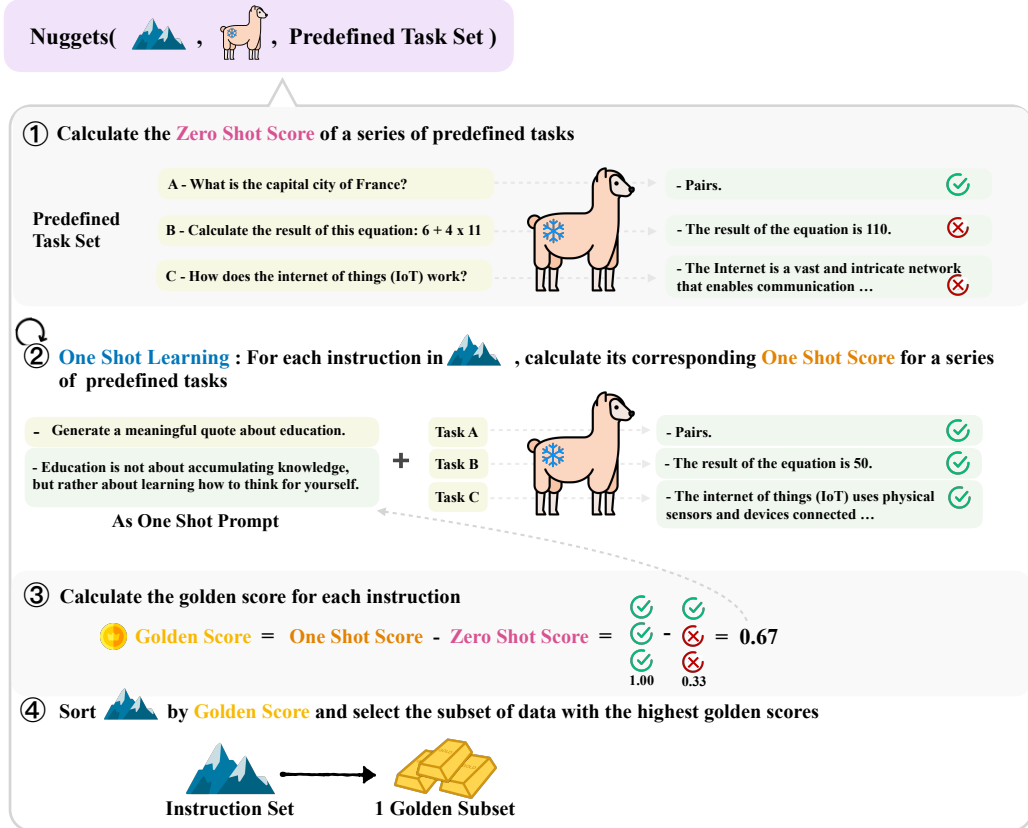 Nuggets( , , Predefined Task Set )
① Calculate the Zero Shot Score of a series of predefined tasks
Predefined
Task Set
A - What is the capital city of France?
- Pairs.
B - Calculate the result of this equation: 6 + 4 x 11
- The result of the equation is 110.
C - How does the internet of things (IoT) work?
- The Internet is a vast and intricate network
that enables communication ...
② One Shot Learning : For each instruction in , calculate its corresponding One Shot Score for a series
of predefined tasks
- Generate a meaningful quote about education.
- Education is not about accumulating knowledge,
but rather about learning how to think for yourself.
As One Shot Prompt
+
Task A
Task B
Task C
- Pairs.
- The result of the equation is 50.
- The internet of things (IoT) uses physical
sensors and devices connected ...
③ Calculate the golden score for each instruction
Golden Score = One Shot Score - Zero Shot Score = - = 0.67
1.00 0.33
④ Sort by Golden Score and select the subset of data with the highest golden scores
Instruction Set
1 Golden Subset